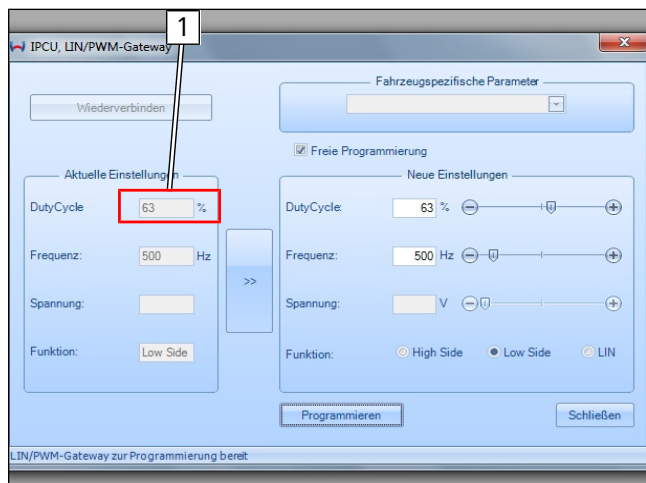 1
IPCU, LIN/PWM-Gateway
x
Fahrzeugspezifische Parameter
Wiederverbinden
Freie Programmierung
Aktuelle Einstellungen
Neue Einstellungen
DutyCycle 63 %
DutyCycle: 63 %
Frequenz: 500 Hz
Frequenz: 500 Hz
>>
Spannung:
Spannung: V
Funktion: Low Side
Funktion: High Side Low Side LIN
Programmieren
Schließen
LIN/PWM-Gateway zur Programmierung bereit